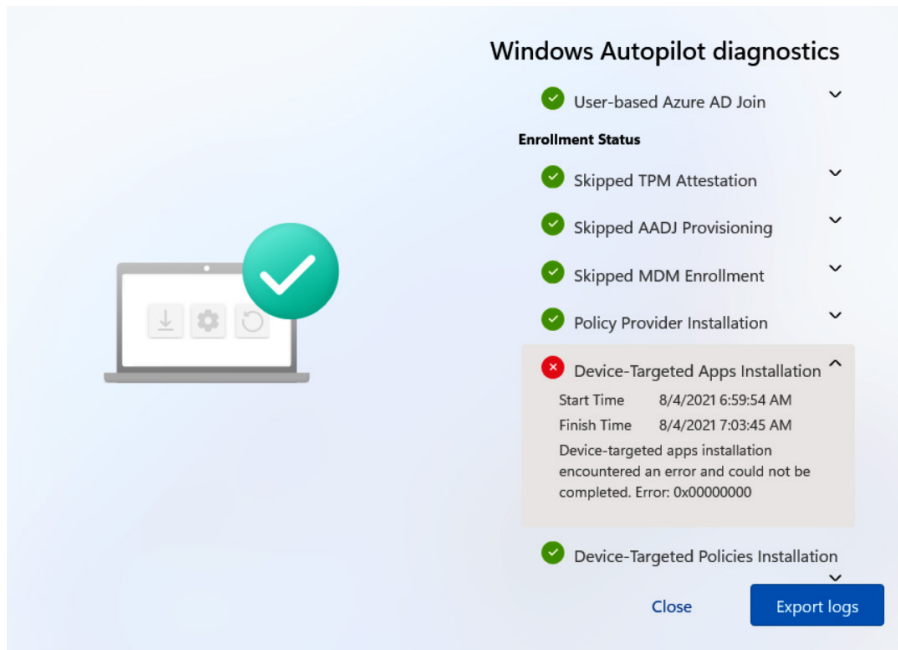 Windows Autopilot diagnostics
User-based Azure AD Join
Enrollment Status
Skipped TPM Attestation
Skipped AADJ Provisioning
Skipped MDM Enrollment
Policy Provider Installation
Device-Targeted Apps Installation
Start Time 8/4/2021 6:59:54 AM
Finish Time 8/4/2021 7:03:45 AM
Device-targeted apps installation
encountered an error and could not be
completed. Error: 0x00000000
Device-Targeted Policies Installation
Close Export logs